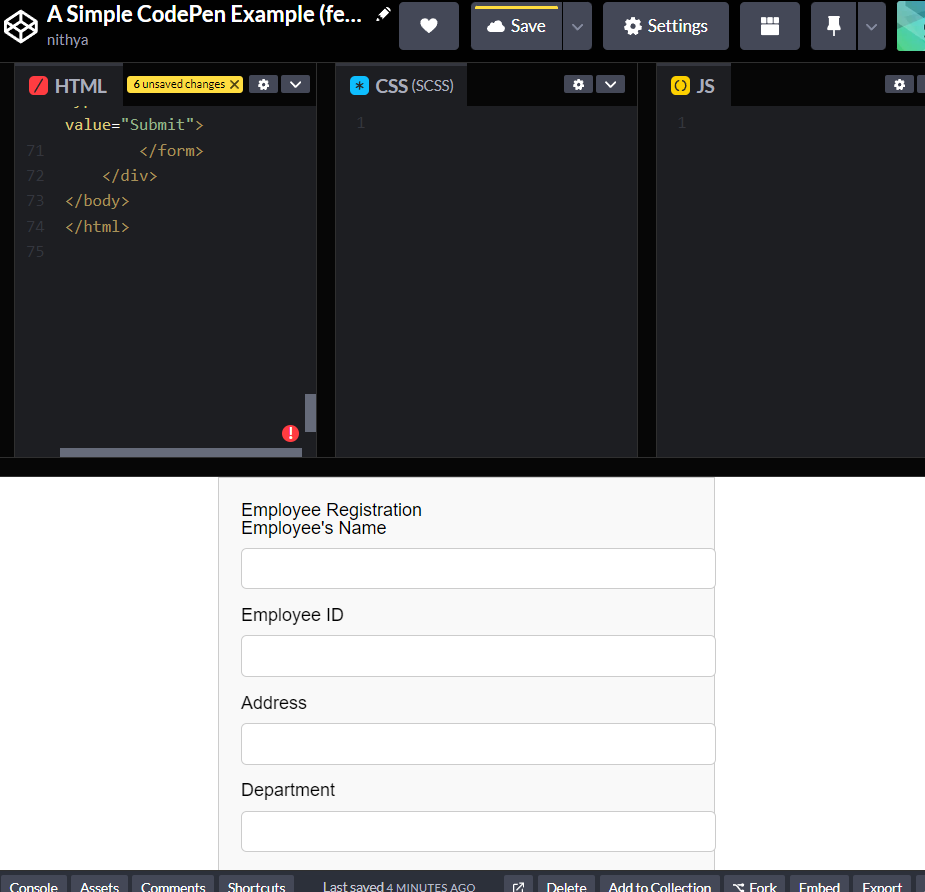 A Simple CodePen Example (fe...
nithya
Save
Settings
HTML
6 unsaved changes
CSS (SCSS)
JS
value="Submit">
71 </form>
72 </div>
73 </body>
74 </html>
75
1
1
Employee Registration
Employee's Name
Employee ID
Address
Department
Console
Assets
Comments
Shortcuts
Last saved 4 MINUTES AGO
Delete
Add to Collection
Fork
Embed
Export